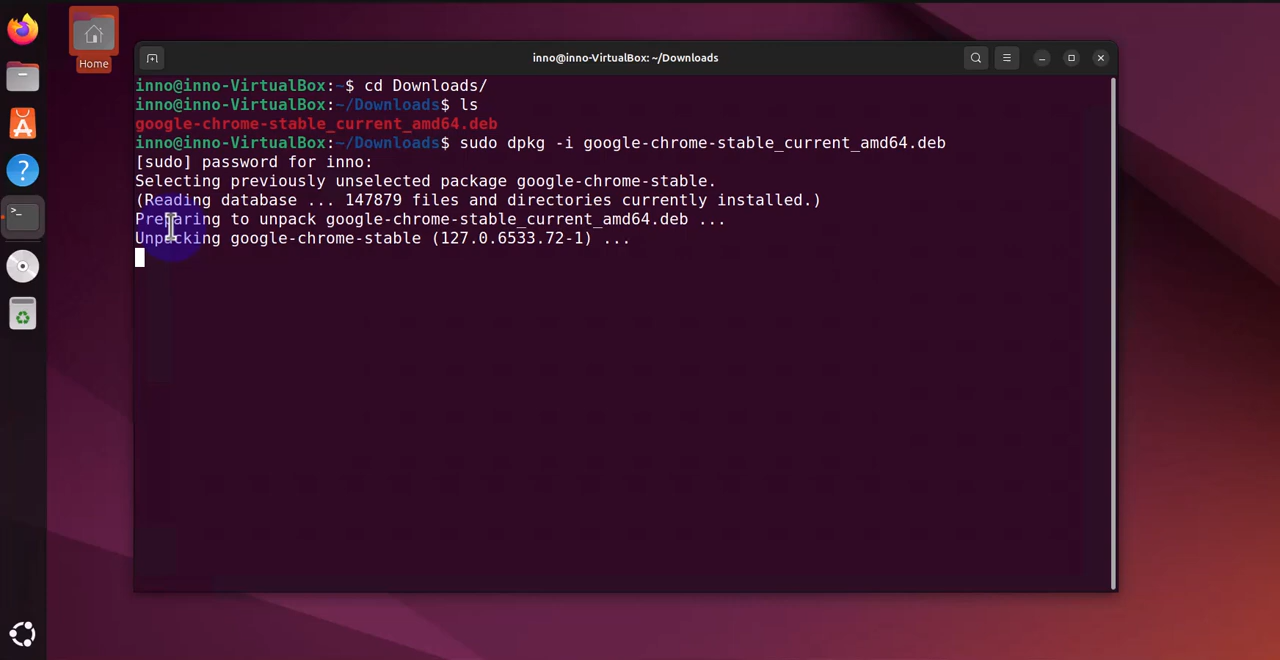 Home
inno@inno-VirtualBox: ~/Downloads
inno@inno-VirtualBox:~$ cd Downloads/
inno@inno-VirtualBox:~/Downloads$ ls
google-chrome-stable_current_amd64.deb
inno@inno-VirtualBox:~/Downloads$ sudo dpkg -i google-chrome-stable_current_amd64.deb
[sudo] password for inno:
Selecting previously unselected package google-chrome-stable.
(Reading database ... 147879 files and directories currently installed.)
Preparing to unpack google-chrome-stable_current_amd64.deb ...
Unpacking google-chrome-stable (127.0.6533.72-1) ...